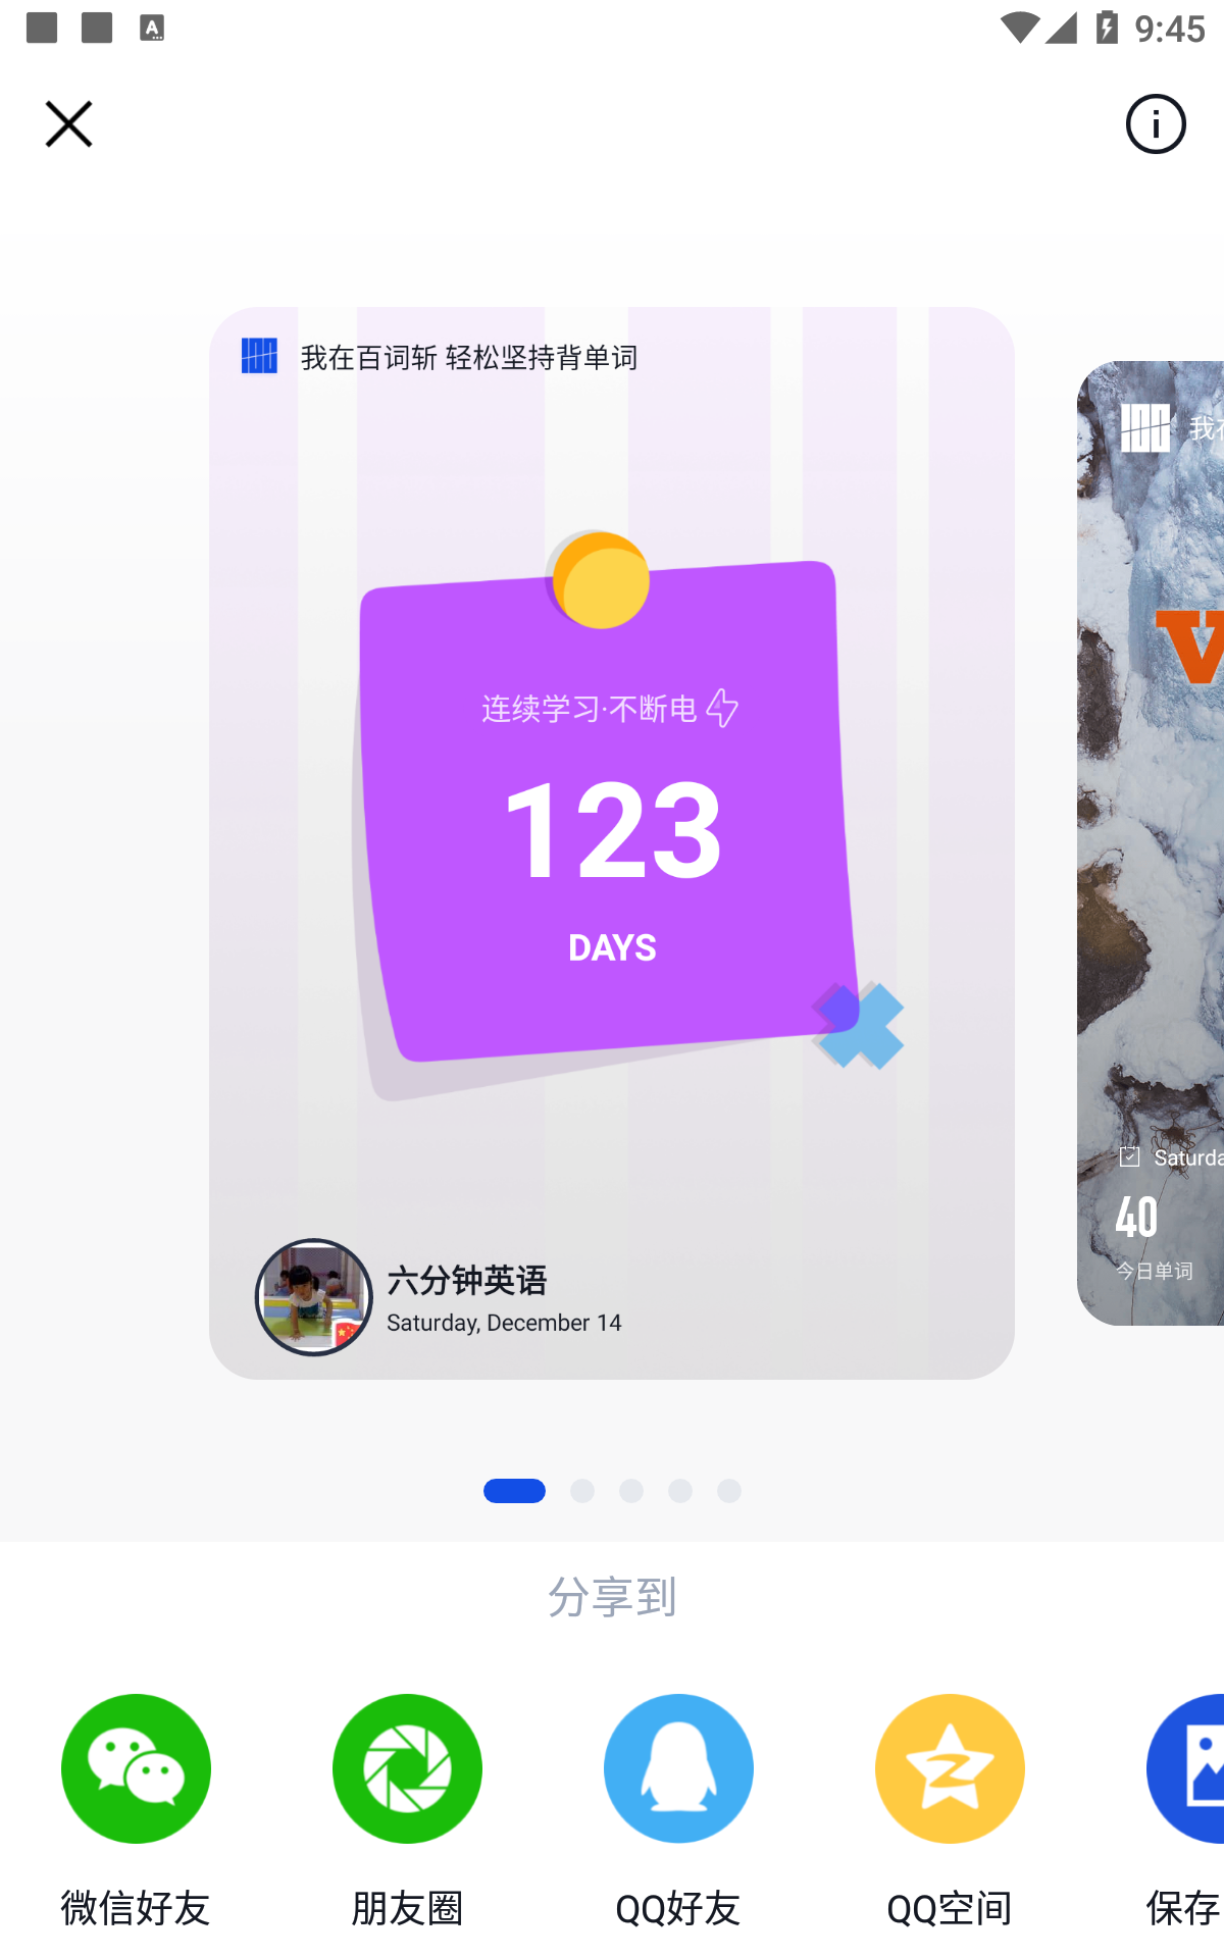 9:45
我在百词斩 轻松坚持背单词
连续学习·不断电
123
DAYS
六分钟英语
Saturday, December 14
我在
Saturda
40
今日单词
分享到
微信好友
朋友圈
QQ好友
QQ空间
保存